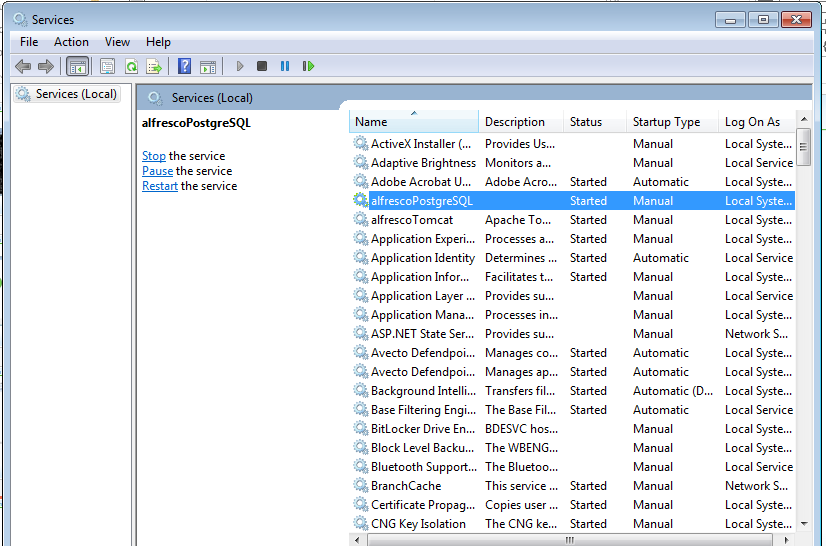 Services
File Action View Help
Services (Local)
Services (Local)
alfrescoPostgreSQL
Stop the service
Pause the service
Restart the service
Name Description Status Startup Type Log On As
ActiveX Installer (... Provides Us... Manual Local Syste...
Adaptive Brightness Monitors a... Manual Local Service
Adobe Acrobat U... Adobe Acro... Started Automatic Local Syste...
alfrescoPostgreSQL Started Manual Local Syste...
alfrescoTomcat Apache To... Started Manual Local Syste...
Application Experi... Processes a... Started Manual Local Syste...
Application Identity Determines ... Started Automatic Local Service
Application Infor... Facilitates t... Started Manual Local Syste...
Application Layer ... Provides su... Manual Local Service
Application Mana... Processes in... Manual Local Syste...
ASP.NET State Ser... Provides su... Manual Network S...
Avecto Defendpoi... Manages co... Started Automatic Local Syste...
Avecto Defendpoi... Manages ap... Started Automatic Local Syste...
Background Intelli... Transfers fil... Started Automatic (D... Local Syste...
Base Filtering Engi... The Base Fil... Started Automatic Local Service
BitLocker Drive En... BDESVC hos... Manual Local Syste...
Block Level Backu... The WBENG... Manual Local Syste...
Bluetooth Support... The Bluetoo... Manual Local Service
BranchCache This service ... Started Manual Network S...
Certificate Propag... Copies user ... Started Manual Local Syste...
CNG Key Isolation The CNG ke... Started Manual Local Syste...